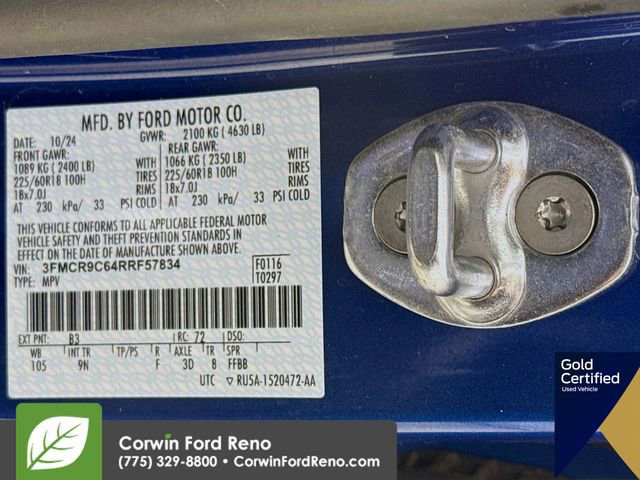 MFD. BY FORD MOTOR CO.
DATE: 10/24 GVWR: 2100 KG ( 4630 LB)
FRONT GAWR: REAR GAWR:
1089 KG ( 2400 LB) WITH 1066 KG ( 2350 LB) WITH
225/60R18 100H TIRES 225/60R18 100H TIRES
18x7.0J RIMS 18x7.0J RIMS
AT 230 kPa/ 33 PSI COLD AT 230 kPa/ 33 PSI COLD
THIS VEHICLE CONFORMS TO ALL APPLICABLE FEDERAL MOTOR
VEHICLE SAFETY AND THEFT PREVENTION STANDARDS IN
EFFECT ON THE DATE OF MANUFACTURE SHOWN ABOVE.
VIN: 3FMCR9C64RRF57834 F0116
TYPE: MPV T0297
EXT PNT: B3 RC: 72 DSO:
WB INT TR TP/PS R AXLE TR SPR
105 9N F 3D 8 FFBB
UTC ▽ RU5A-1520472-AA
Gold
Certified
Used Vehicle
Corwin Ford Reno
(775) 329-8800 • CorwinFordReno.com